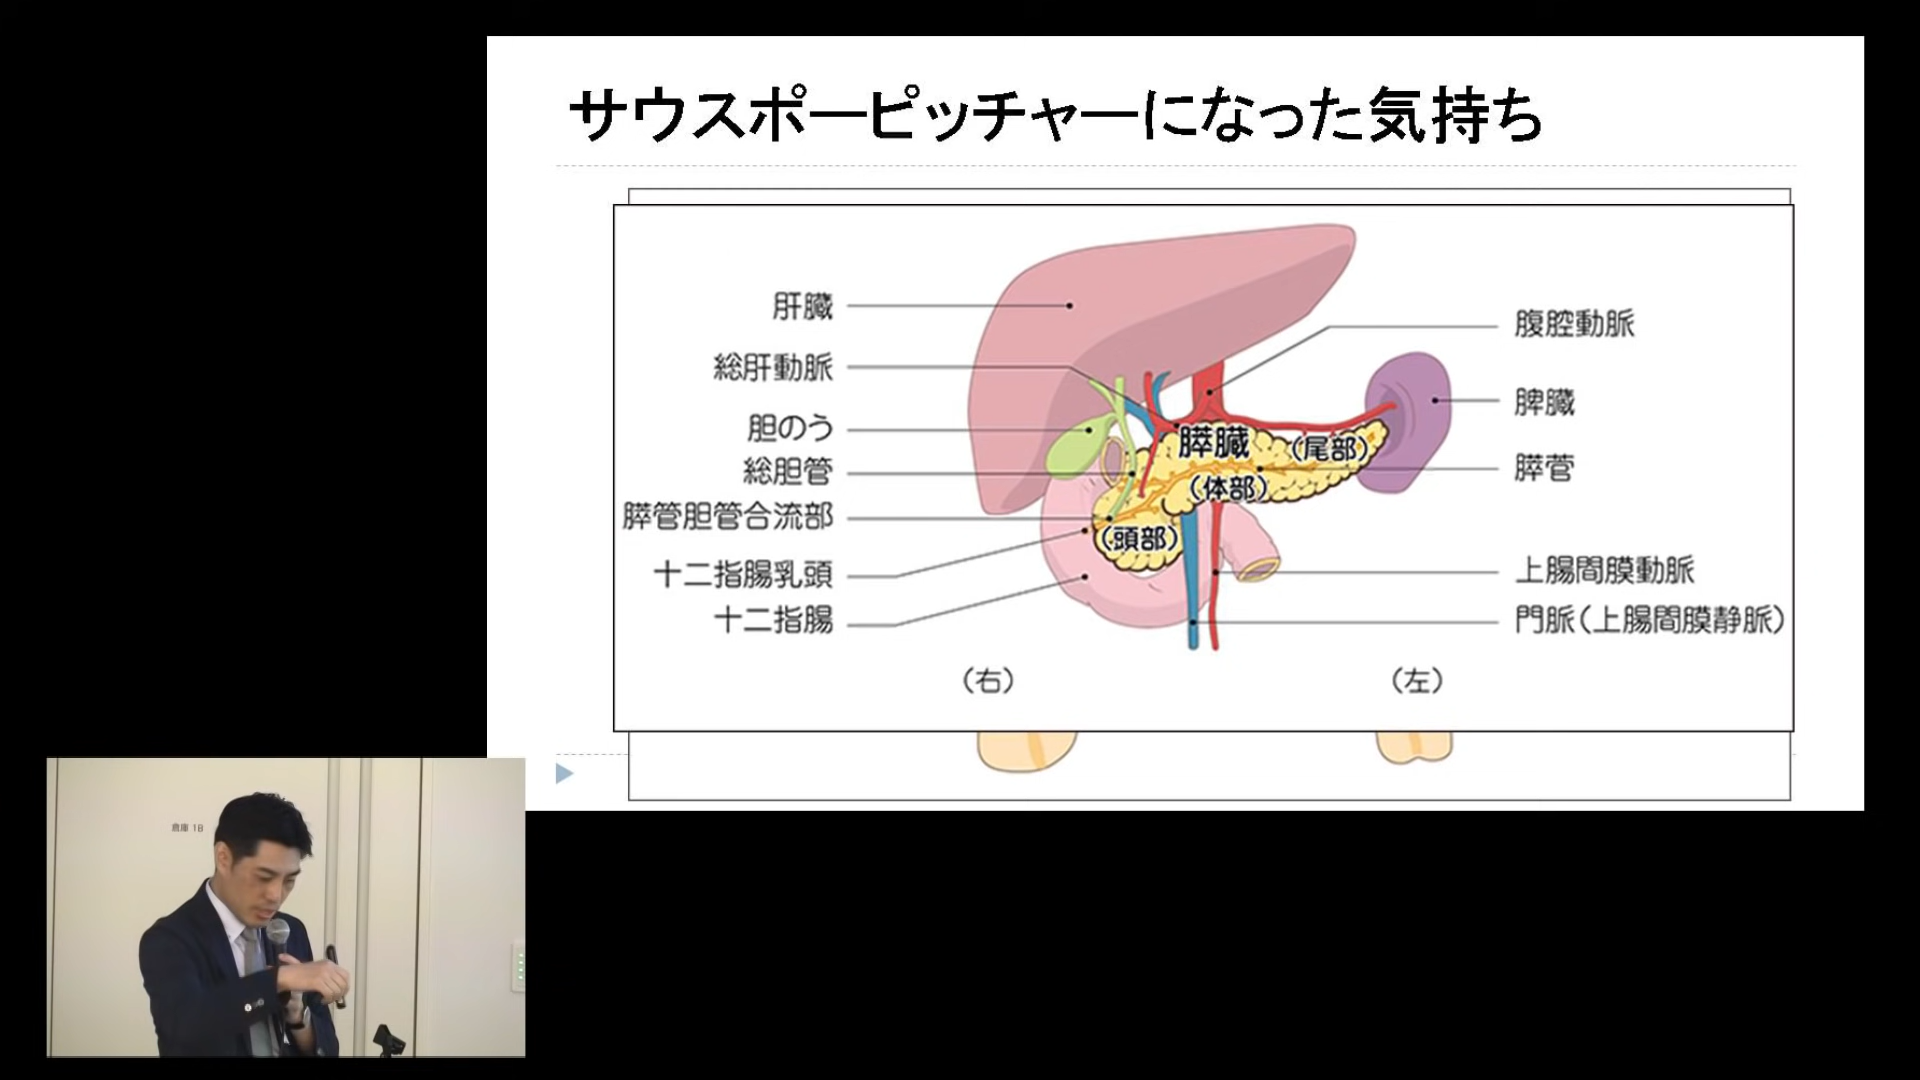 サウスポーピッチャーになった気持ち
肝臓
総肝動脈
胆のう
総胆管
膵管胆管合流部
十二指腸乳頭
十二指腸
膵臓
（尾部）
（体部）
（頭部）
腹腔動脈
脾臓
膵菅
上腸間膜動脈
門脈（上腸間膜静脈）
（右）
（左）
倉庫 1B